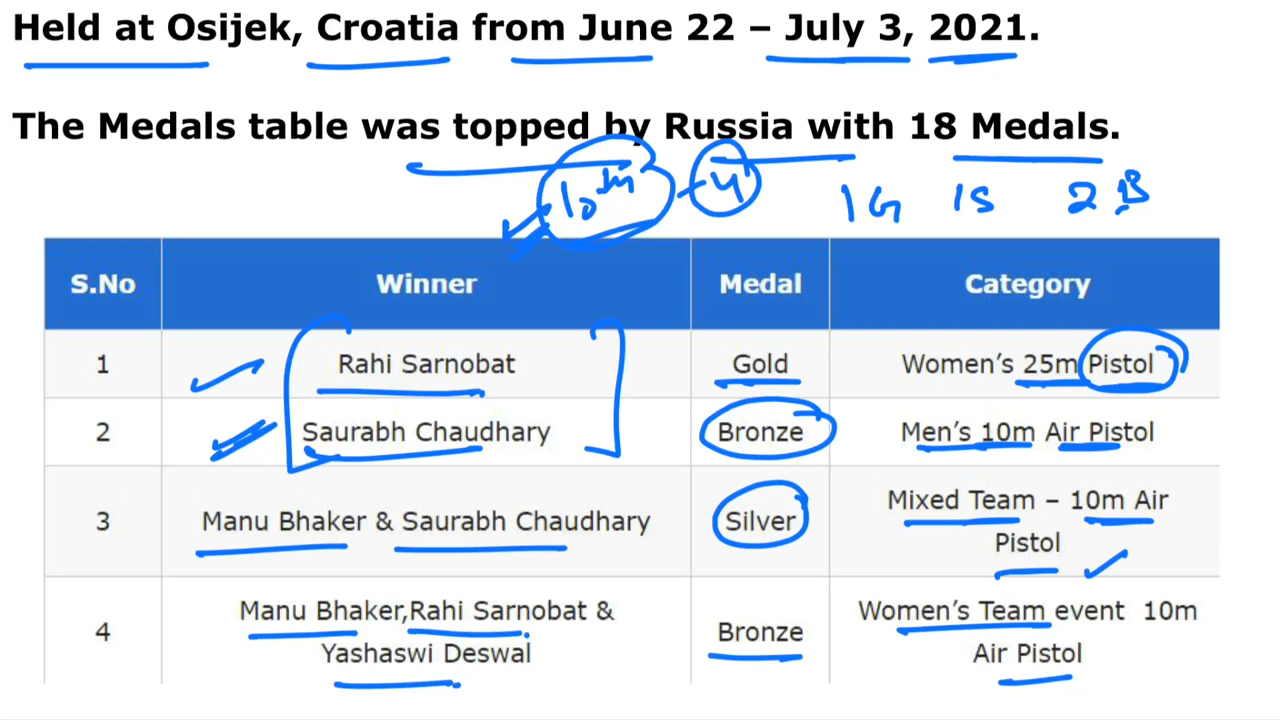 Held at Osijek, Croatia from June 22 – July 3, 2021.
The Medals table was topped by Russia with 18 Medals.
10m - 4 1G 1S 2B
S.No Winner Medal Category
1 Rahi Sarnobat Gold Women's 25m Pistol
2 Saurabh Chaudhary Bronze Men's 10m Air Pistol
3 Manu Bhaker & Saurabh Chaudhary Silver Mixed Team – 10m Air
Pistol
4 Manu Bhaker,Rahi Sarnobat &
Yashaswi Deswal Bronze Women's Team event 10m
Air Pistol